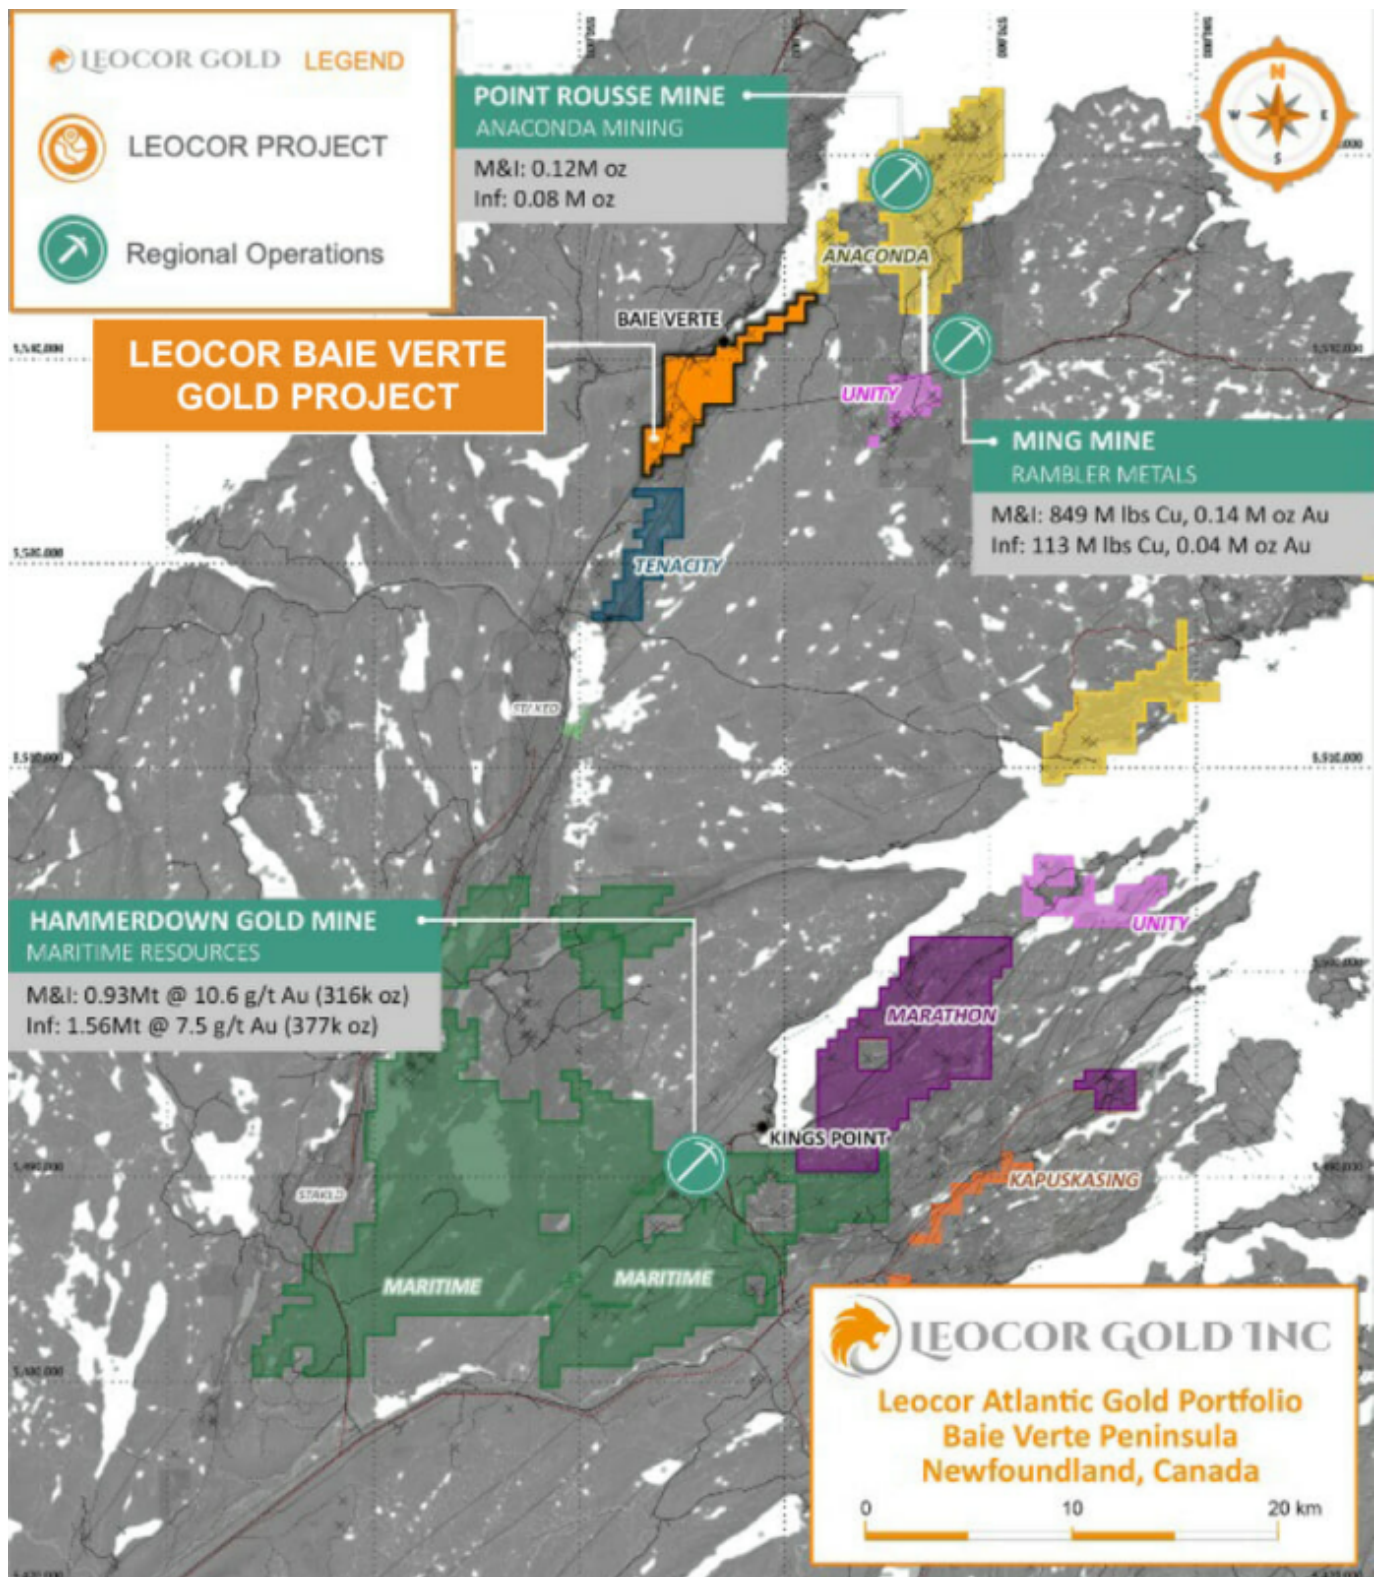 LEOCOR GOLD LEGEND
LEOCOR PROJECT
Regional Operations
POINT ROUSSE MINE
ANACONDA MINING
M&I: 0.12M oz
Inf: 0.08 M oz
N
W E
S
ANACONDA
BAIE VERTE
LEOCOR BAIE VERTE
GOLD PROJECT
UNITY
MING MINE
RAMBLER METALS
M&I: 849 M lbs Cu, 0.14 M oz Au
Inf: 113 M lbs Cu, 0.04 M oz Au
TENACITY
5,510,000
UNITY
HAMMERDOWN GOLD MINE
MARITIME RESOURCES
M&I: 0.93Mt @ 10.6 g/t Au (316k oz)
Inf: 1.56Mt @ 7.5 g/t Au (377k oz)
MARATHON
KINGS POINT
KAPUSKASING
MARITIME
MARITIME
LEOCOR GOLD INC
Leocor Atlantic Gold Portfolio
Baie Verte Peninsula
Newfoundland, Canada
0 10 20 km